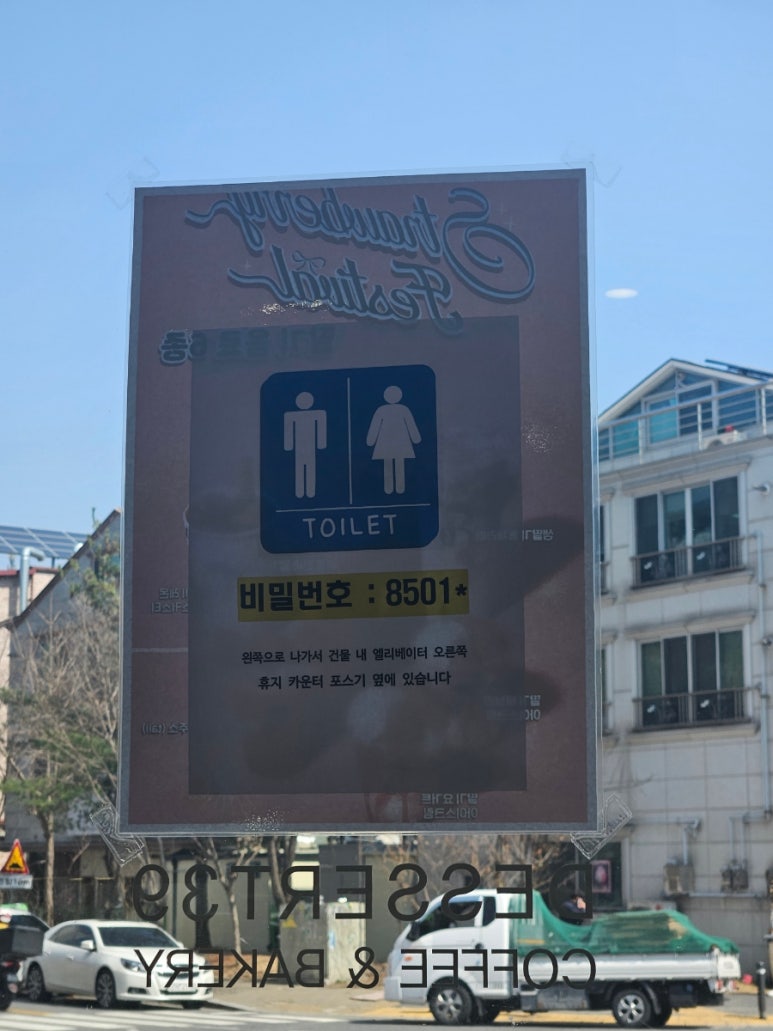 Strawberry
Festival
TOILET
비밀번호 : 8501*
왼쪽으로 나가서 건물 내 엘리베이터 오른쪽
휴지 카운터 포스기 옆에 있습니다
DESSERT39
COFFEE & BAKERY